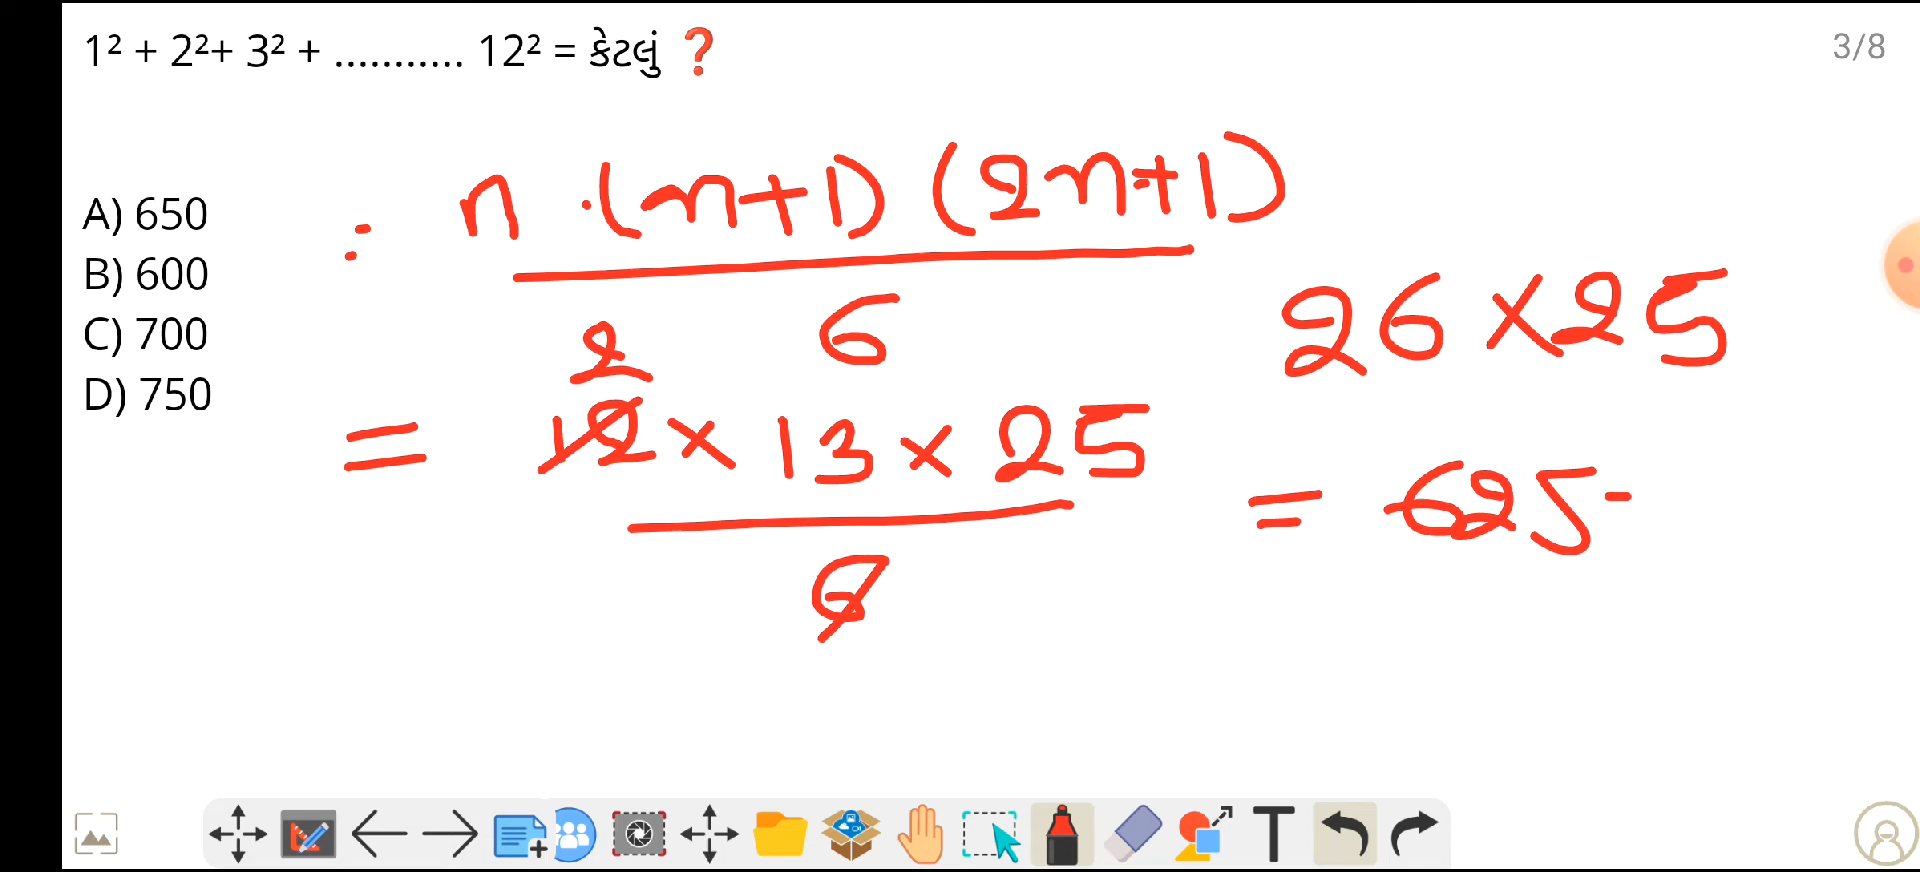 1² + 2²+ 3² + ........... 12² = કેટલું ❓
3/8
A) 650
B) 600
C) 700
D) 750
: n · (n+1) (2n+1)
6
2
= 12 × 13 × 25
6
26 × 25
= 625-
T